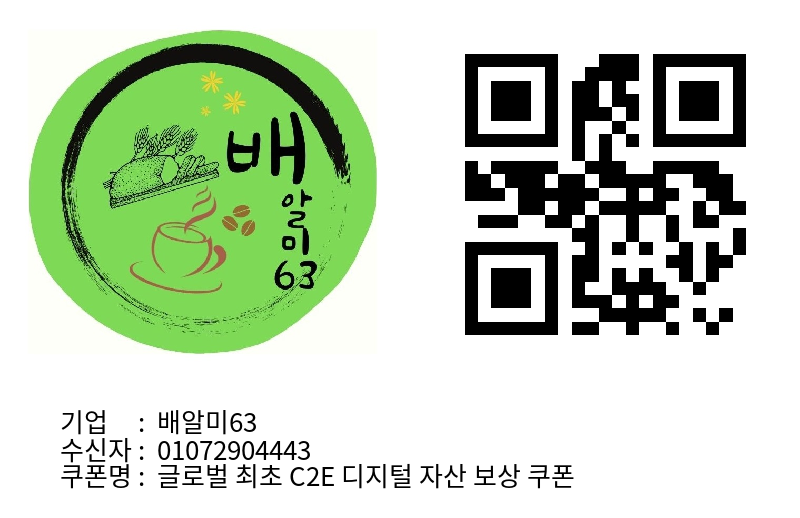 배
알
미
63
기업 : 배알미63
수신자 : 01072904443
쿠폰명 : 글로벌 최초 C2E 디지털 자산 보상 쿠폰